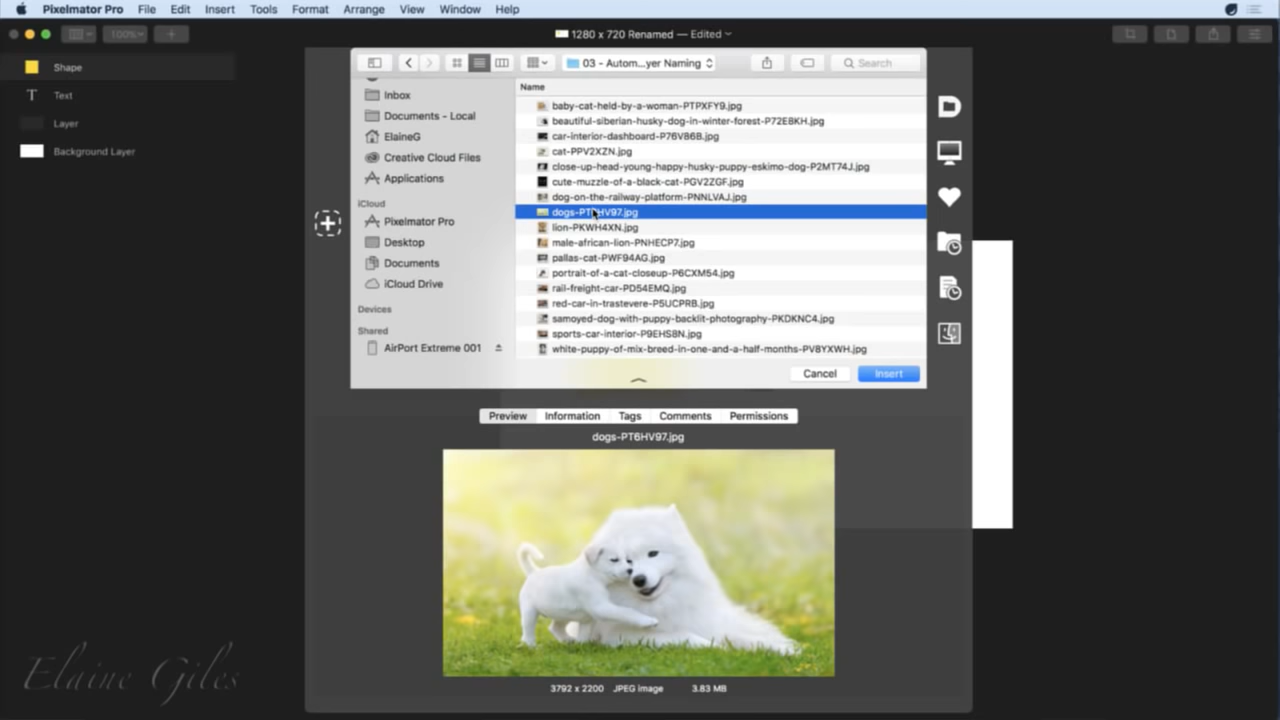 Pixelmator Pro File Edit Insert Tools Format Arrange View Window Help
100%
1280 x 720 Renamed — Edited
Shape
Text
Layer
Background Layer
03 - Autom...yer Naming
Search
Inbox
Documents - Local
ElaineG
Creative Cloud Files
Applications
iCloud
Pixelmator Pro
Desktop
Documents
iCloud Drive
Devices
Shared
AirPort Extreme 001
Name
baby-cat-held-by-a-woman-PTPXFY9.jpg
beautiful-siberian-husky-dog-in-winter-forest-P72E8KH.jpg
car-interior-dashboard-P76V86B.jpg
cat-PPV2XZN.jpg
close-up-head-young-happy-husky-puppy-eskimo-dog-P2MT74J.jpg
cute-muzzle-of-a-black-cat-PGV2ZGF.jpg
dog-on-the-railway-platform-PNNLVAJ.jpg
dogs-PT6HV97.jpg
lion-PKWH4XN.jpg
male-african-lion-PNHECP7.jpg
pallas-cat-PWF94AG.jpg
portrait-of-a-cat-closeup-P6CXM54.jpg
rail-freight-car-PD54EMQ.jpg
red-car-in-trastevere-P5UCPRB.jpg
samoyed-dog-with-puppy-backlit-photography-PKDKNC4.jpg
sports-car-interior-P9EHS8N.jpg
white-puppy-of-mix-breed-in-one-and-a-half-months-PV8YXWH.jpg
Cancel Insert
Preview Information Tags Comments Permissions
dogs-PT6HV97.jpg
3792 x 2200 JPEG image 3.83 MB
Elaine Giles